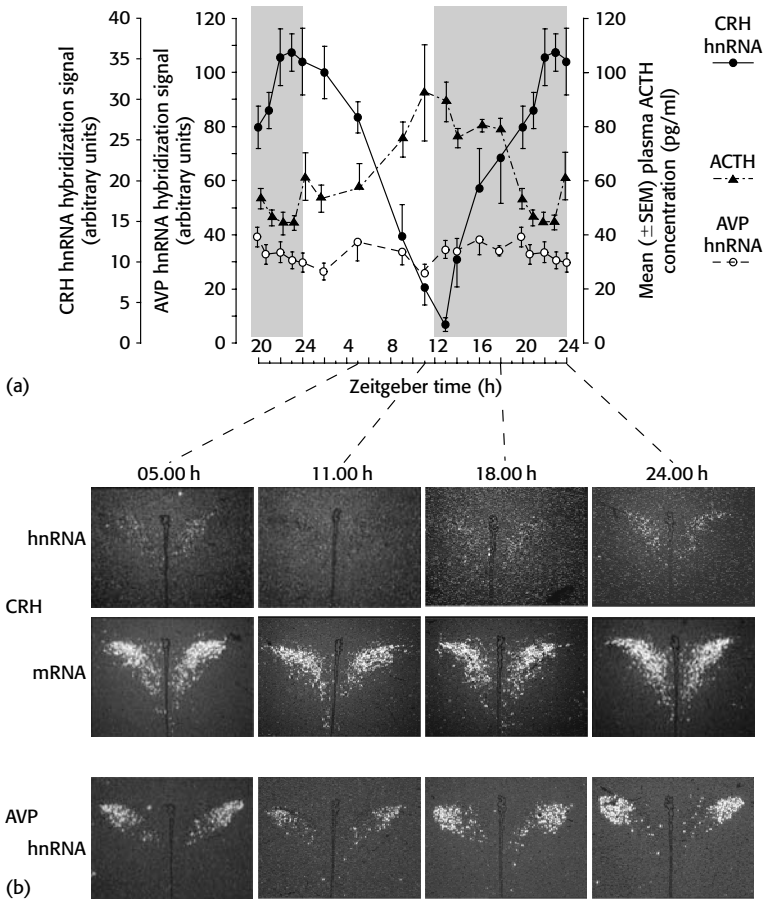 CRH hnRNA hybridization signal
(arbitrary units)
40
35
30
25
20
15
10
5
0
AVP hnRNA hybridization signal
(arbitrary units)
120
100
80
60
40
20
0
20 24 4 8 12 16 20 24
Zeitgeber time (h)
120
100
80
60
40
20
0
Mean (±SEM) plasma ACTH
concentration (pg/ml)
CRH
hnRNA
ACTH
AVP
hnRNA
(a)
05.00 h 11.00 h 18.00 h 24.00 h
hnRNA
CRH
mRNA
AVP
hnRNA
(b)